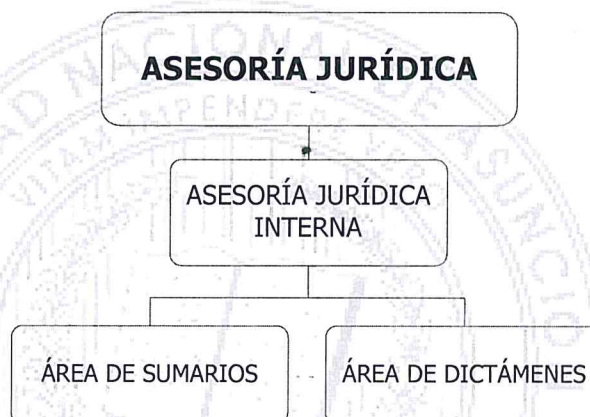 ASESORÍA JURÍDICA
ASESORÍA JURÍDICA
INTERNA
ÁREA DE SUMARIOS
ÁREA DE DICTÁMENES